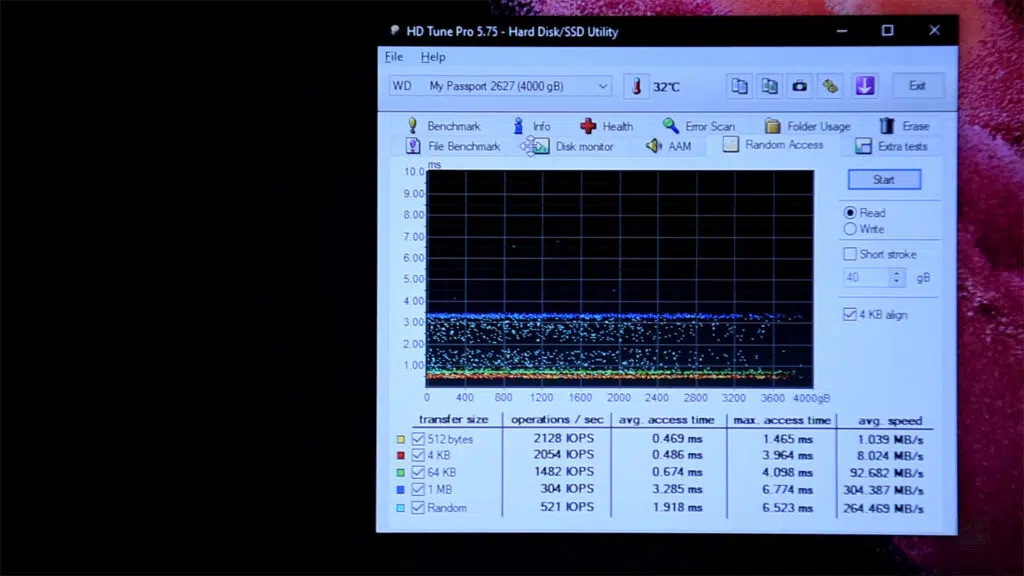 HD Tune Pro 5.75 - Hard Disk/SSD Utility
File Help
WD My Passport 2627 (4000 gB) 32℃ Exit
Benchmark Info Health Error Scan Folder Usage Erase
File Benchmark Disk monitor AAM Random Access Extra tests
ms
10.0
9.00
8.00
7.00
6.00
5.00
4.00
3.00
2.00
1.00
0 400 800 1200 1600 2000 2400 2800 3200 3600 4000gB
Start
Read
Write
Short stroke
40 gB
4 KB align
transfer size operations / sec avg. access time max. access time avg. speed
512 bytes 2128 IOPS 0.469 ms 1.465 ms 1.039 MB/s
4 KB 2054 IOPS 0.486 ms 3.964 ms 8.024 MB/s
64 KB 1482 IOPS 0.674 ms 4.098 ms 92.682 MB/s
1 MB 304 IOPS 3.285 ms 6.774 ms 304.387 MB/s
Random 521 IOPS 1.918 ms 6.523 ms 264.469 MB/s